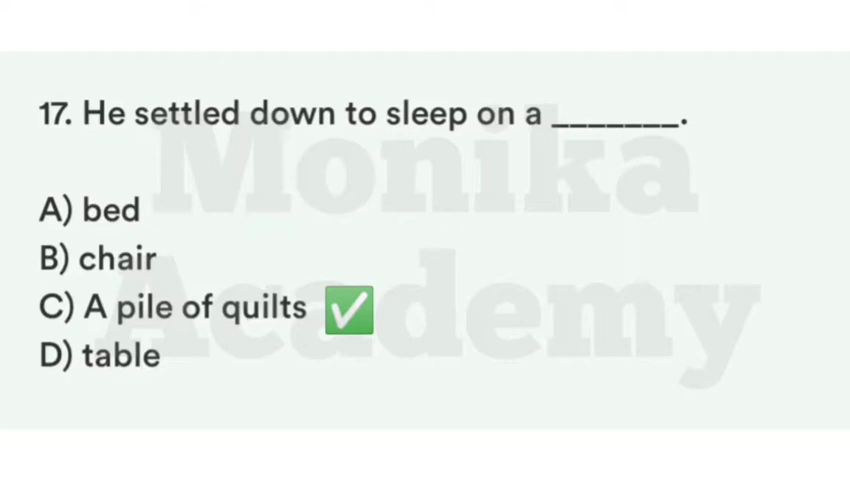 17. He settled down to sleep on a _______.
A) bed
B) chair
C) A pile of quilts ✅
D) table
Monika
Academy